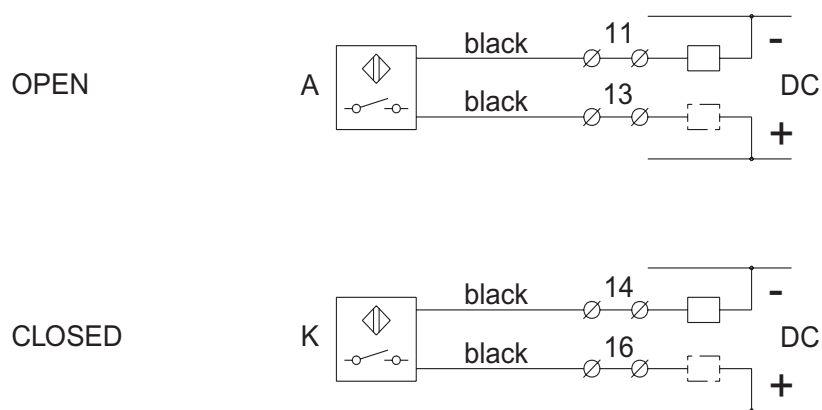 black 11 -
OPEN A DC
black 13 +
black 14 -
CLOSED K DC
black 16 +